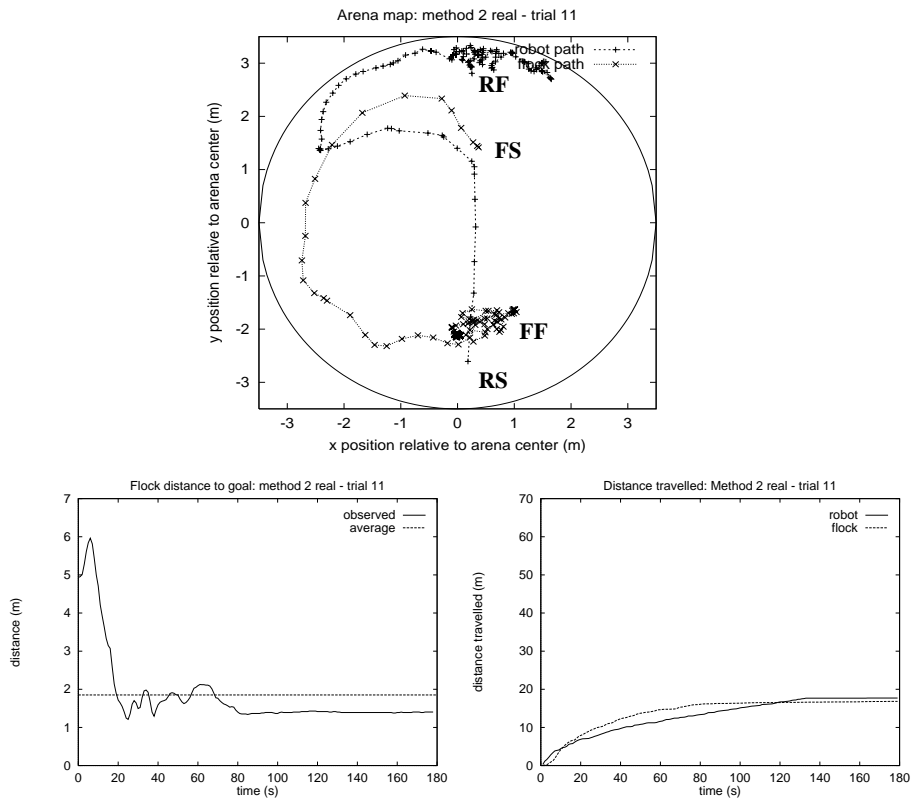 Arena map: method 2 real - trial 11
robot path
flock path
RF
FS
FF
RS
3
2
1
0
-1
-2
-3
y position relative to arena center (m)
-3 -2 -1 0 1 2 3
x position relative to arena center (m)
Flock distance to goal: method 2 real - trial 11
observed
average
7
6
5
4
3
2
1
0
distance (m)
0 20 40 60 80 100 120 140 160 180
time (s)
Distance travelled: Method 2 real - trial 11
robot
flock
70
60
50
40
30
20
10
0
distance travelled (m)
0 20 40 60 80 100 120 140 160 180
time (s)